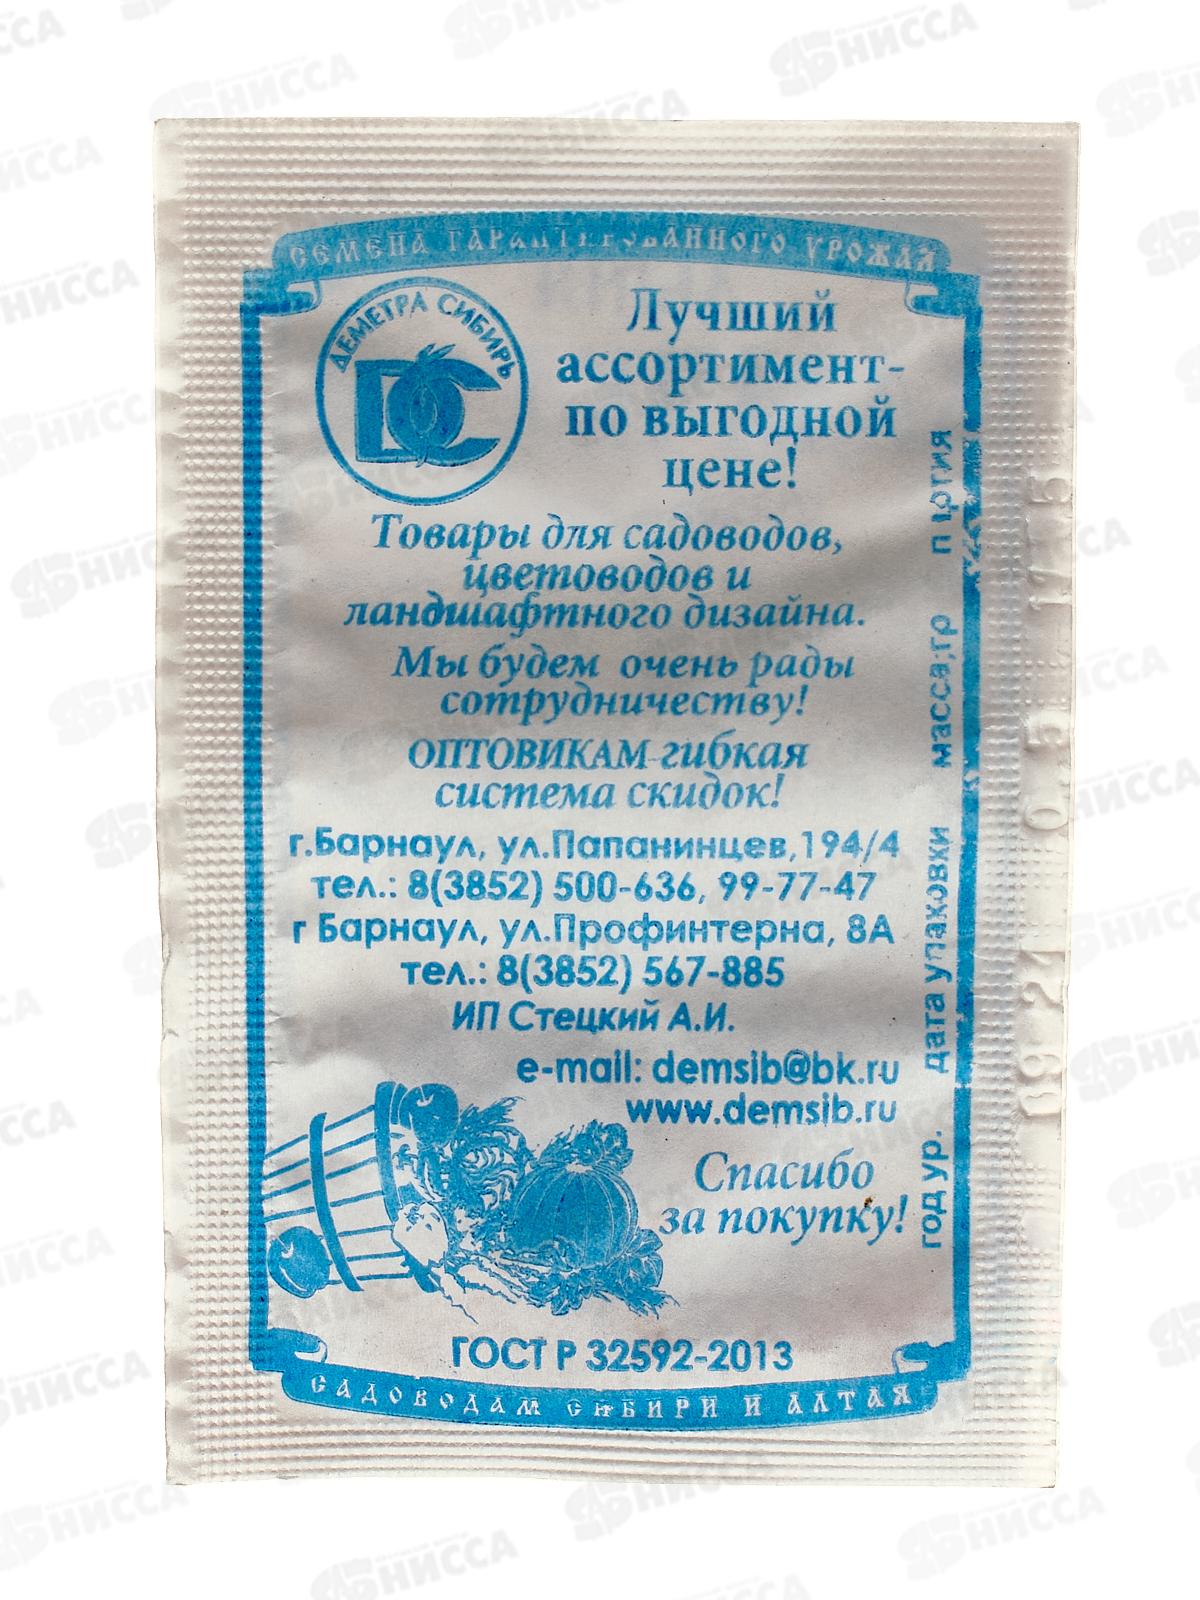 СЕМЕНА ГАРАНТИРОВАННОГО УРОЖАЯ
ДЕМЕТРА СИБИРЬ
ДС
Лучший
ассортимент-
по выгодной
цене!
Товары для садоводов,
цветоводов и
ландшафтного дизайна.
Мы будем очень рады
сотрудничеству!
ОПТОВИКАМ-гибкая
система скидок!
г.Барнаул, ул.Папанинцев,194/4
тел.: 8(3852) 500-636, 99-77-47
г Барнаул, ул.Профинтерна, 8А
тел.: 8(3852) 567-885
ИП Стецкий А.И.
e-mail: demsib@bk.ru
www.demsib.ru
Спасибо
за покупку!
ГОСТ Р 32592-2013
САДОВОДАМ СИБИРИ И АЛТАЯ
год ур. дата упаковки масса,гр партия
НИССА